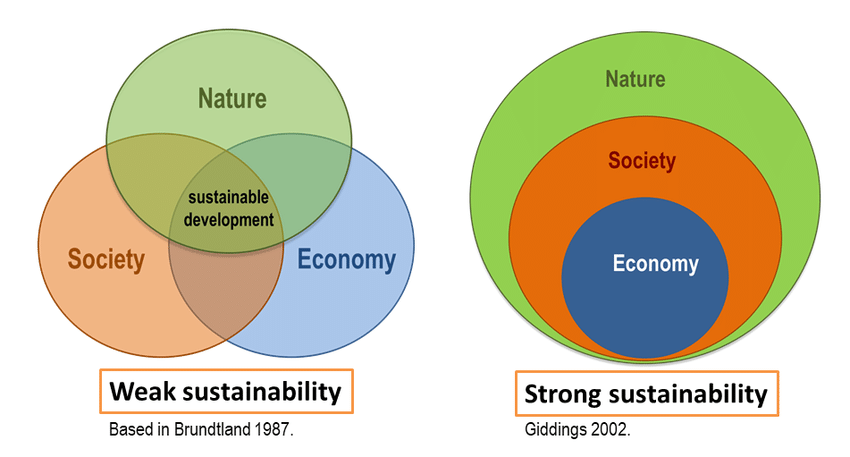 Nature
sustainable
development
Society
Economy
Weak sustainability
Based in Brundtland 1987.
Nature
Society
Economy
Strong sustainability
Giddings 2002.